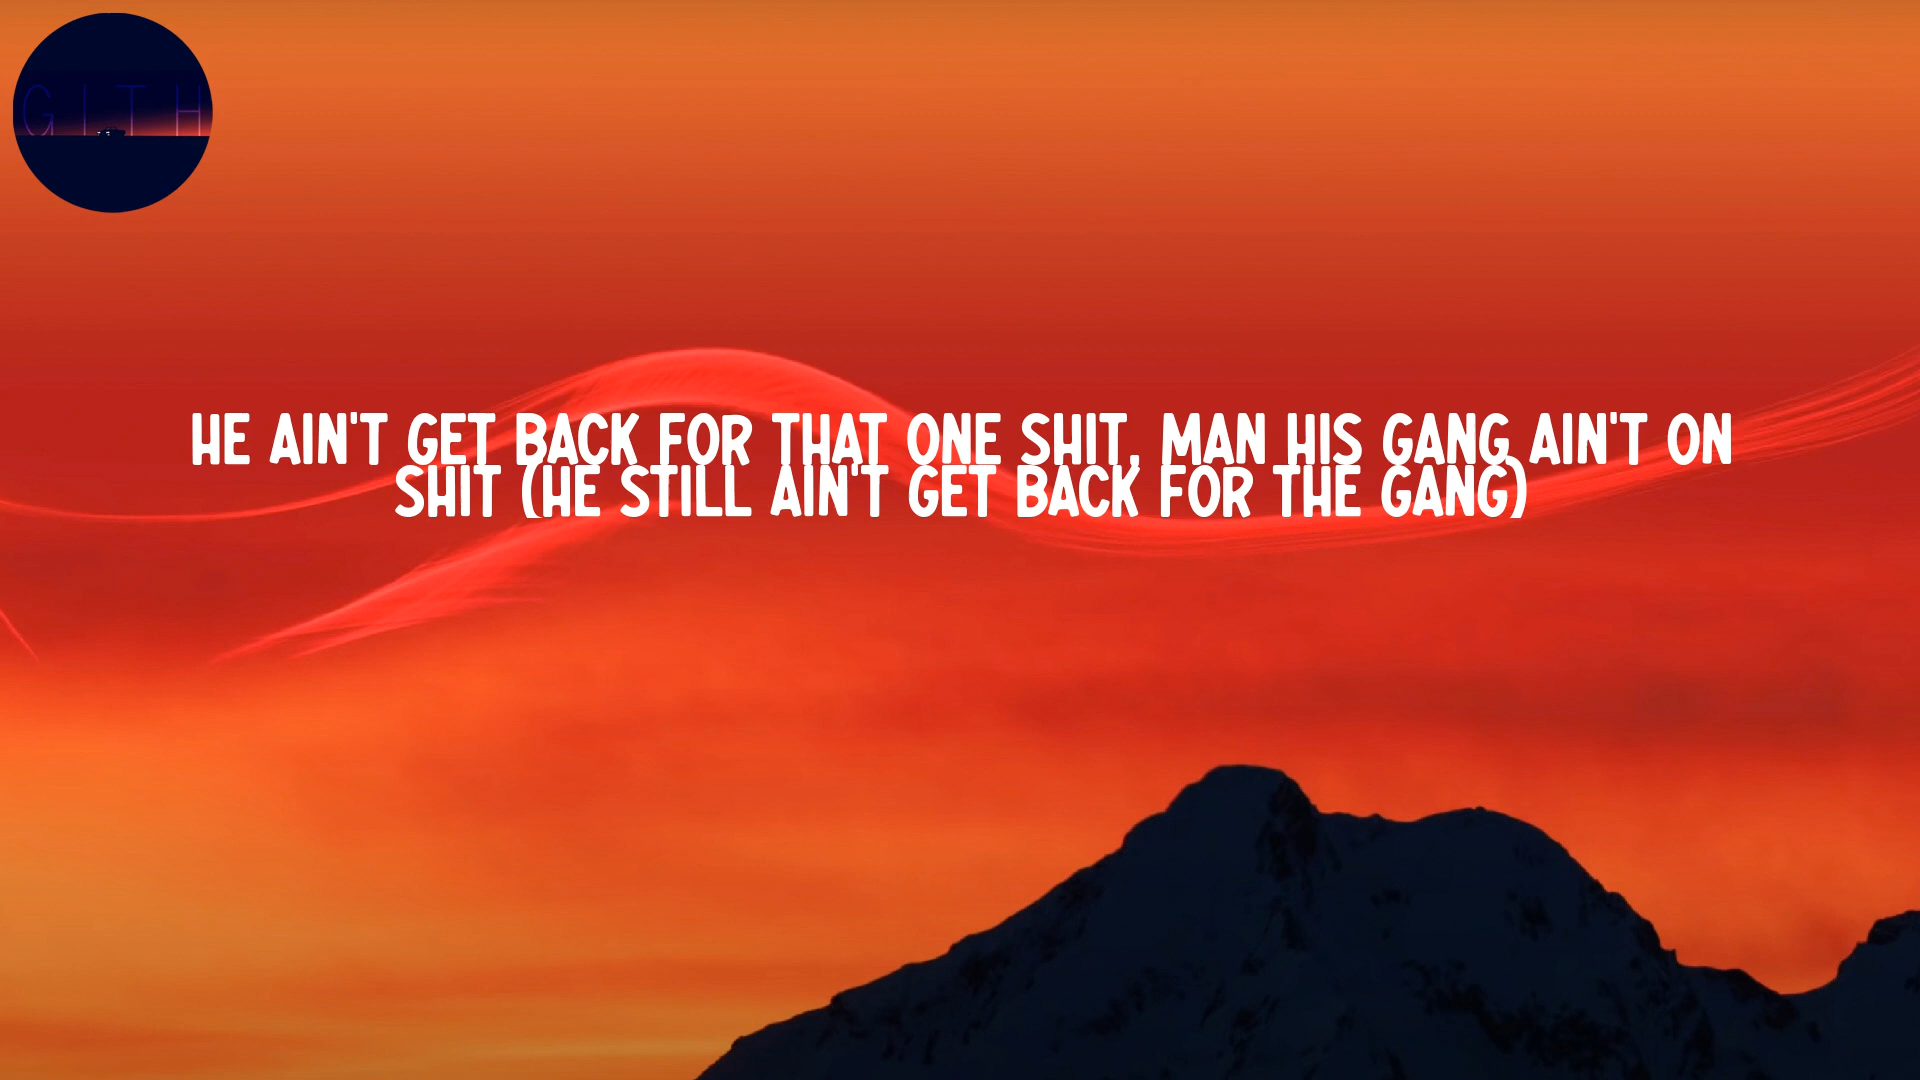 GITH
HE AIN'T GET BACK FOR THAT ONE SHIT, MAN HIS GANG AIN'T ON
SHIT (HE STILL AIN'T GET BACK FOR THE GANG)